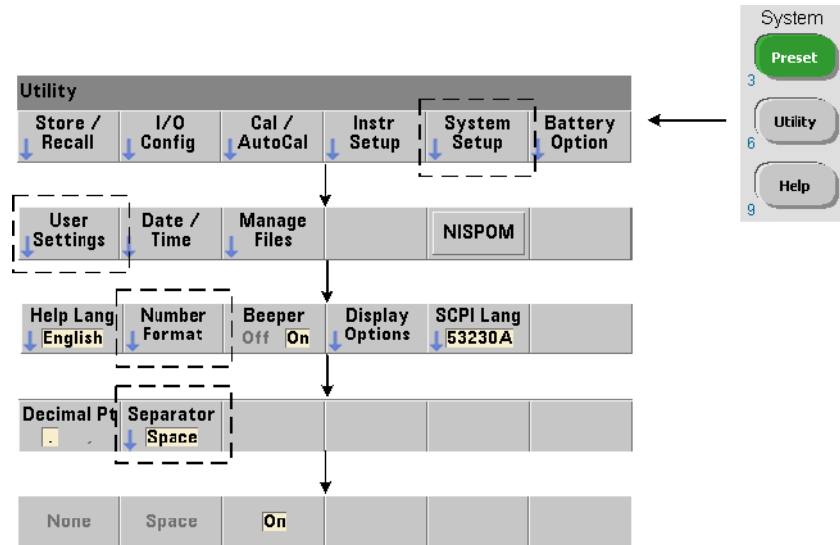 System
Preset
3
Utility
6
Help
9
Utility
Store / Recall
I/O Config
Cal / AutoCal
Instr Setup
System Setup
Battery Option
User Settings
Date / Time
Manage Files
NISPOM
Help Lang
English
Number Format
Beeper
Off On
Display Options
SCPI Lang
53230A
Decimal Pt
. ,
Separator
Space
None
Space
On